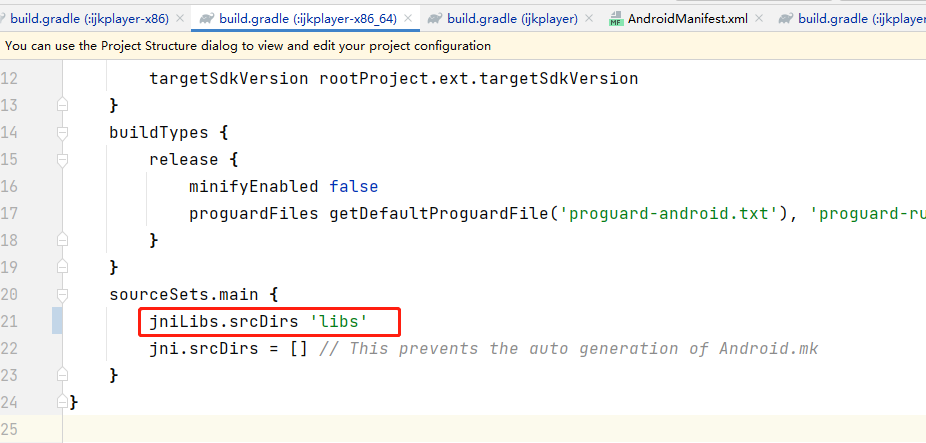 build.gradle (:ijkplayer-x86) build.gradle (:ijkplayer-x86_64) build.gradle (ijkplayer) AndroidManifest.xml build.gradle (:ijkplayer
You can use the Project Structure dialog to view and edit your project configuration
12 targetSdkVersion rootProject.ext.targetSdkVersion
13 }
14 buildTypes {
15 release {
16 minifyEnabled false
17 proguardFiles getDefaultProguardFile('proguard-android.txt'), 'proguard-ru
18 }
19 }
20 sourceSets.main {
21 jniLibs.srcDirs 'libs'
22 jni.srcDirs = [] // This prevents the auto generation of Android.mk
23 }
24 }
25